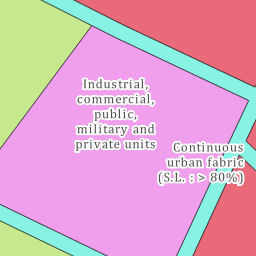 Industrial,
commercial,
public,
military and
private units
Continuous
urban fabric
(S.L. : > 80%)